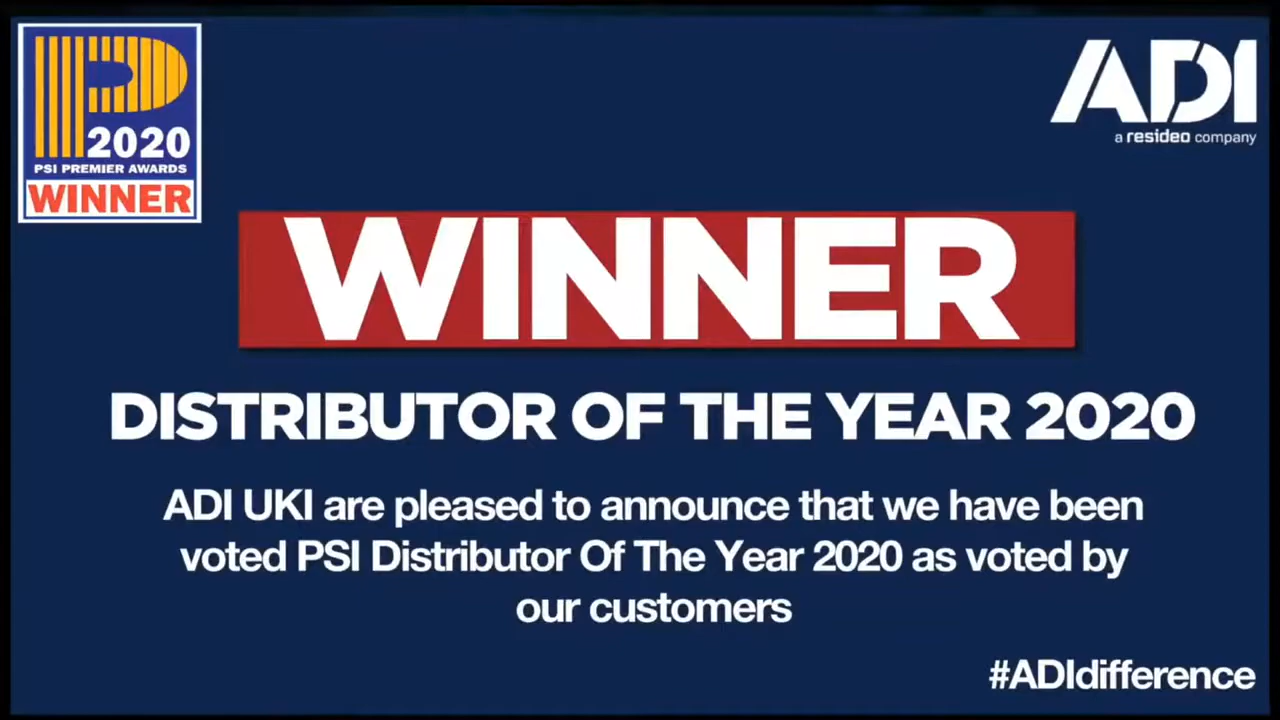 2020
PSI PREMIER AWARDS
WINNER
ADI
a resideo company
WINNER
DISTRIBUTOR OF THE YEAR 2020
ADI UKI are pleased to announce that we have been
voted PSI Distributor Of The Year 2020 as voted by
our customers
#ADIdifference